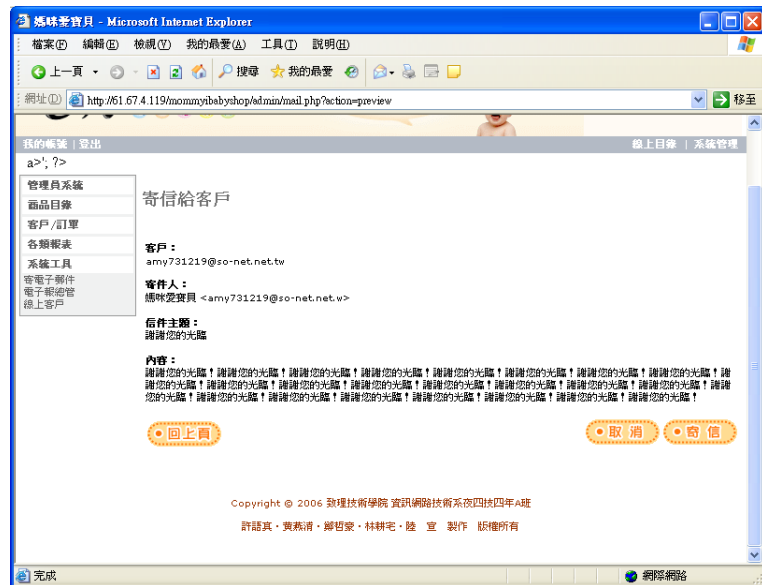 媽咪愛寶貝 - Microsoft Internet Explorer
檔案(F) 編輯(E) 檢視(V) 我的最愛(A) 工具(T) 說明(H)
上一頁 搜尋 我的最愛
網址(D) http://61.67.4.119/mommyibabyshop/admin/mail.php?action=preview 移至
我的帳號 | 登出 線上目錄 | 系統管理
a>'; ?>
管理員系統
商品目錄
客戶/訂單
各類報表
系統工具
寄電子郵件
電子報總管
線上客戶
寄信給客戶
客戶：
amy731219@so-net.net.tw
寄件人：
媽咪愛寶貝 <amy731219@so-net.net.w>
信件主題：
謝謝您的光臨
內容：
謝謝您的光臨！謝謝您的光臨！謝謝您的光臨！謝謝您的光臨！謝謝您的光臨！謝謝您的光臨！謝謝您的光臨！謝謝您的光臨！謝
謝您的光臨！謝謝您的光臨！謝謝您的光臨！謝謝您的光臨！謝謝您的光臨！謝謝您的光臨！謝謝您的光臨！謝謝您的光臨！謝謝
您的光臨！謝謝您的光臨！謝謝您的光臨！謝謝您的光臨！謝謝您的光臨！謝謝您的光臨！謝謝您的光臨！謝謝您的光臨！
回上頁 取消 寄信
Copyright © 2006 致理技術學院 資訊網路技術系夜四技四年A班
許語真・黃燕清・鄭哲豪・林耕宅・陸 宣 製作 版權所有
完成 網際網路